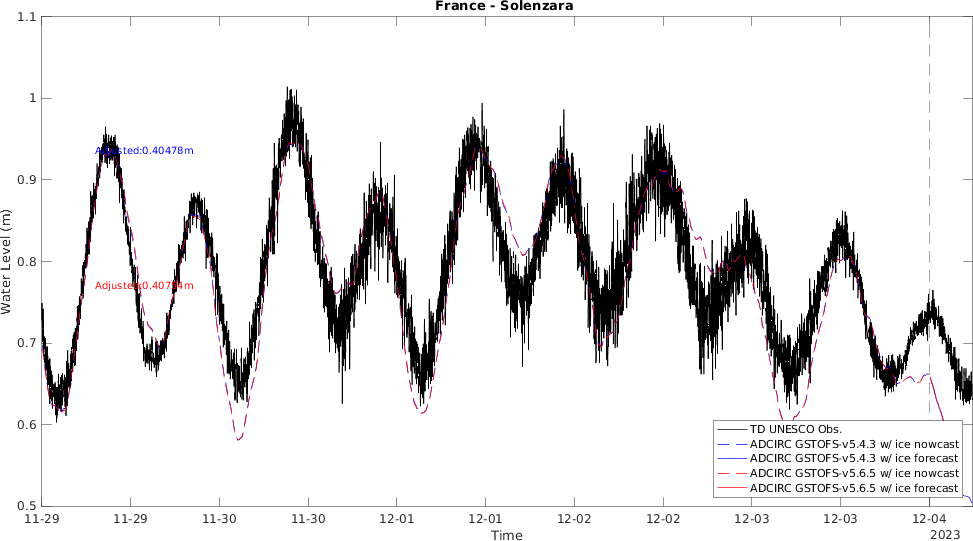 France - Solenzara
1.1
1
0.9
0.8
0.7
0.6
0.5
Water Level (m)
Adjusted:0.40478m
Adjusted:0.40794m
TD UNESCO Obs.
ADCIRC GSTOFS-v5.4.3 w/ ice nowcast
ADCIRC GSTOFS-v5.4.3 w/ ice forecast
ADCIRC GSTOFS-v5.6.5 w/ ice nowcast
ADCIRC GSTOFS-v5.6.5 w/ ice forecast
11-29 11-29 11-30 11-30 12-01 12-01 12-02 12-02 12-03 12-03 12-04
Time
2023